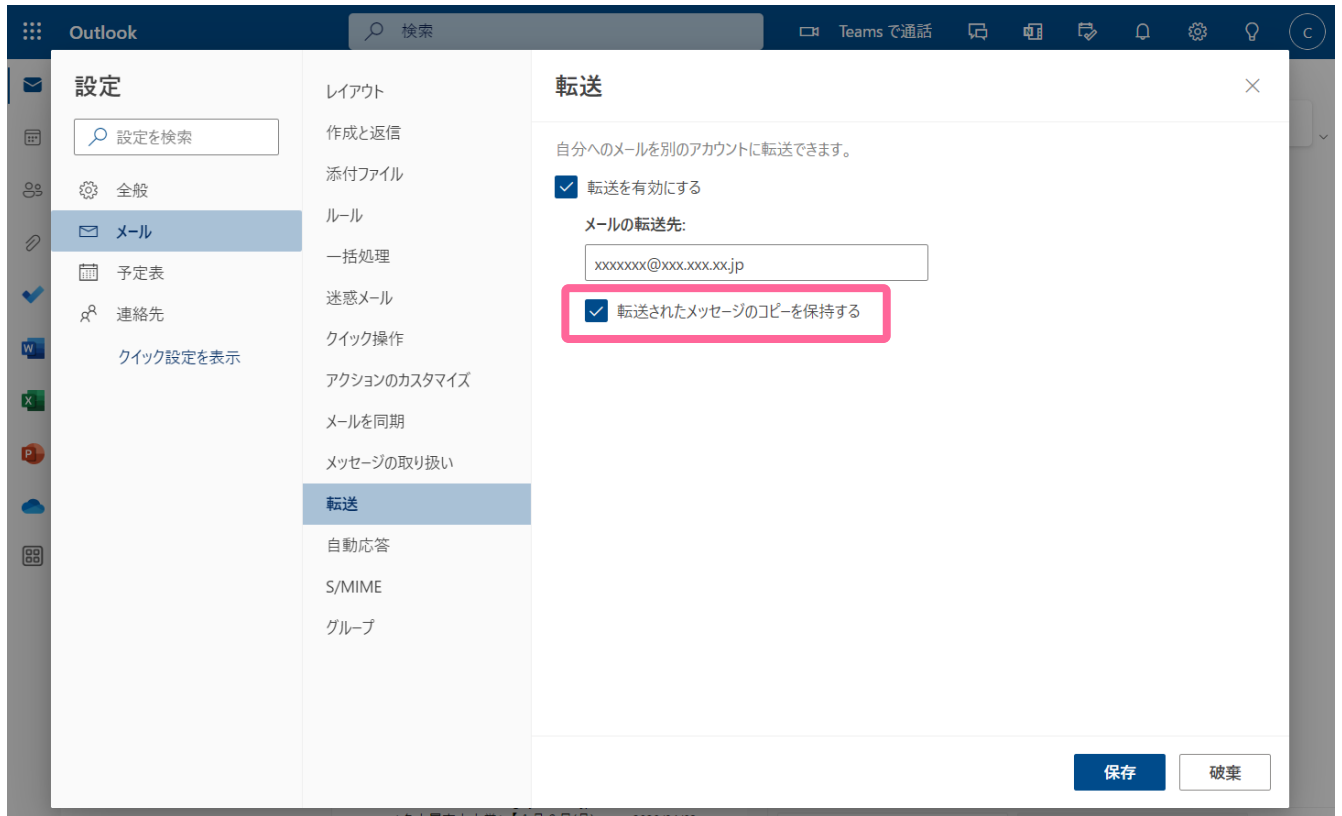 Outlook
検索
Teams で通話
C
設定
設定を検索
全般
メール
予定表
連絡先
クイック設定を表示
レイアウト
作成と返信
添付ファイル
ルール
一括処理
迷惑メール
クイック操作
アクションのカスタマイズ
メールを同期
メッセージの取り扱い
転送
自動応答
S/MIME
グループ
転送
自分へのメールを別のアカウントに転送できます。
転送を有効にする
メールの転送先:
xxxxxxx@xxx.xxx.xx.jp
転送されたメッセージのコピーを保持する
保存
破棄